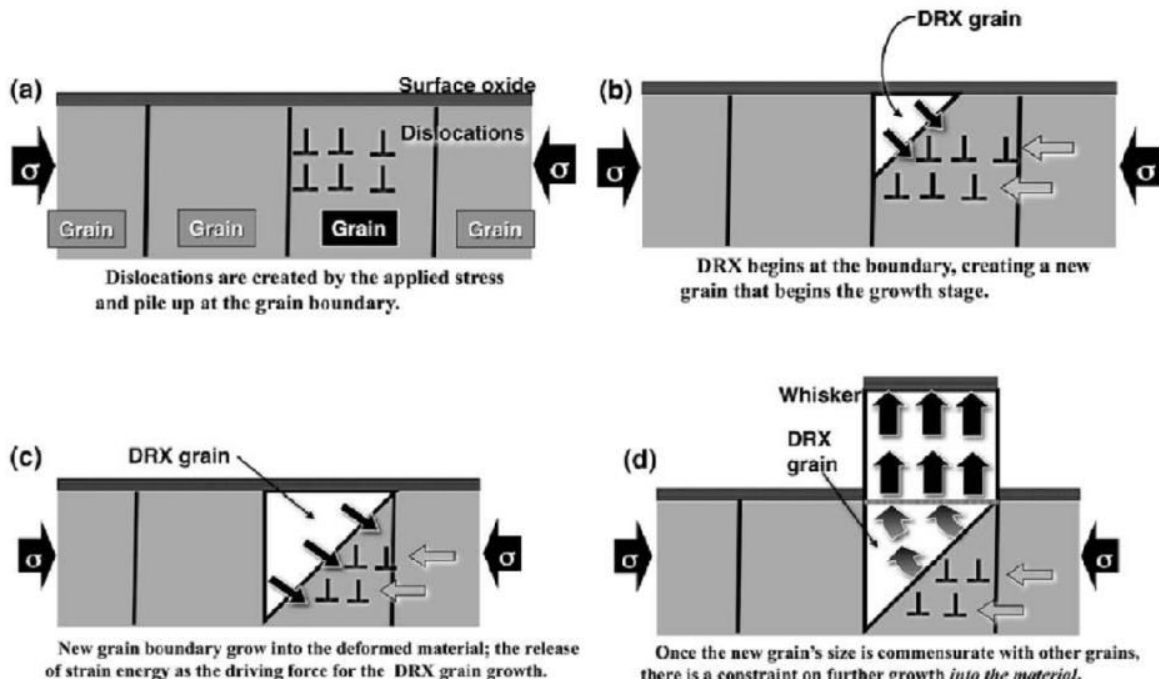 (a)
Surface oxide
Dislocations
σ
σ
Grain
Grain
Grain
Grain
Dislocations are created by the applied stress
and pile up at the grain boundary.
DRX grain
(b)
σ
σ
DRX begins at the boundary, creating a new
grain that begins the growth stage.
(c)
DRX grain
σ
σ
New grain boundary grow into the deformed material; the release
of strain energy as the driving force for the DRX grain growth.
Whisker
DRX
grain
(d)
σ
σ
Once the new grain's size is commensurate with other grains,
there is a constraint on further growth into the material.